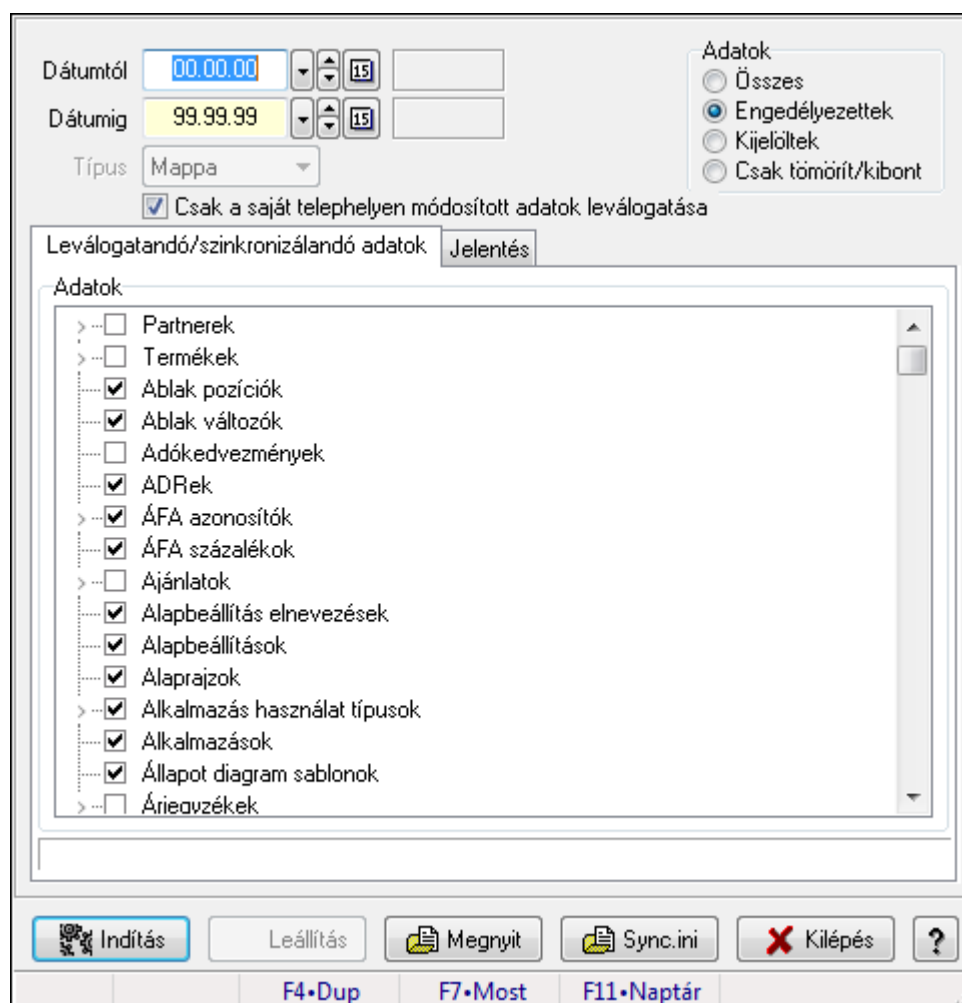 Dátumtól 00.00.00 15
Dátumig 99.99.99 15
Típus Mappa
Csak a saját telephelyen módosított adatok leválogatása
Adatok
Összes
Engedélyezettek
Kijelöltek
Csak tömörít/kibont
Leválogatandó/szinkronizálandó adatok Jelentés
Adatok
Partnerek
Termékek
Ablak pozíciók
Ablak változók
Adókedvezmények
ADRek
ÁFA azonosítók
ÁFA százalékok
Ajánlatok
Alapbeállítás elnevezések
Alapbeállítások
Alaprajzok
Alkalmazás használat típusok
Alkalmazások
Állapot diagram sablonok
Árjegyzékek
Indítás Leállítás Megnyit Sync.ini Kilépés ?
F4•Dup F7•Most F11•Naptár